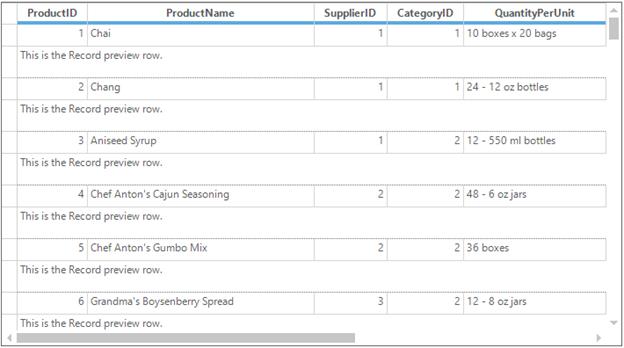 ProductID ProductName SupplierID CategoryID QuantityPerUnit
1 Chai 1 1 10 boxes x 20 bags
This is the Record preview row.
2 Chang 1 1 24 - 12 oz bottles
This is the Record preview row.
3 Aniseed Syrup 1 2 12 - 550 ml bottles
This is the Record preview row.
4 Chef Anton's Cajun Seasoning 2 2 48 - 6 oz jars
This is the Record preview row.
5 Chef Anton's Gumbo Mix 2 2 36 boxes
This is the Record preview row.
6 Grandma's Boysenberry Spread 3 2 12 - 8 oz jars
This is the Record preview row.